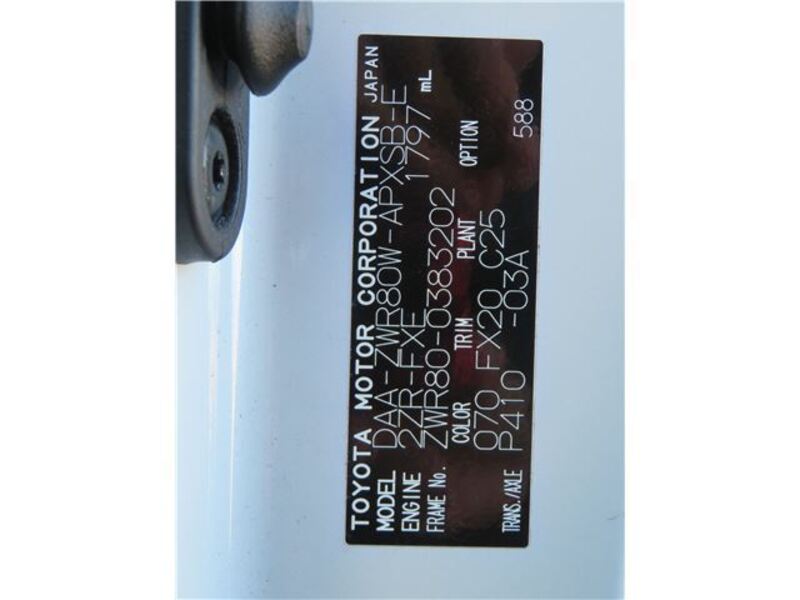 TOYOTA MOTOR CORPORATION JAPAN
MODEL DAA-ZWR80W-APXSB-E
ENGINE 2ZR-FXE 1797 mL
FRAME No. ZWR80-0383202
COLOR TRIM PLANT OPTION
070 FX20 C25
TRANS./AXLE P410 -03A 588